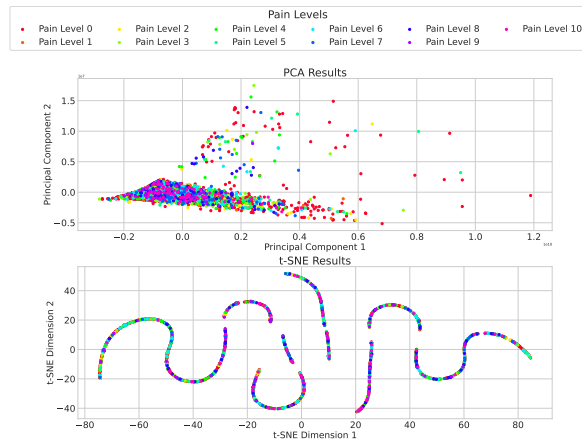 Pain Levels
Pain Level 0 Pain Level 2 Pain Level 4 Pain Level 6 Pain Level 8 Pain Level 10
Pain Level 1 Pain Level 3 Pain Level 5 Pain Level 7 Pain Level 9
PCA Results
Principal Component 2
1.5
1.0
0.5
0.0
−0.5
−0.2 0.0 0.2 0.4 0.6 0.8 1.0 1.2
Principal Component 1
t-SNE Results
t-SNE Dimension 2
40
20
0
−20
−40
−80 −60 −40 −20 0 20 40 60 80
t-SNE Dimension 1